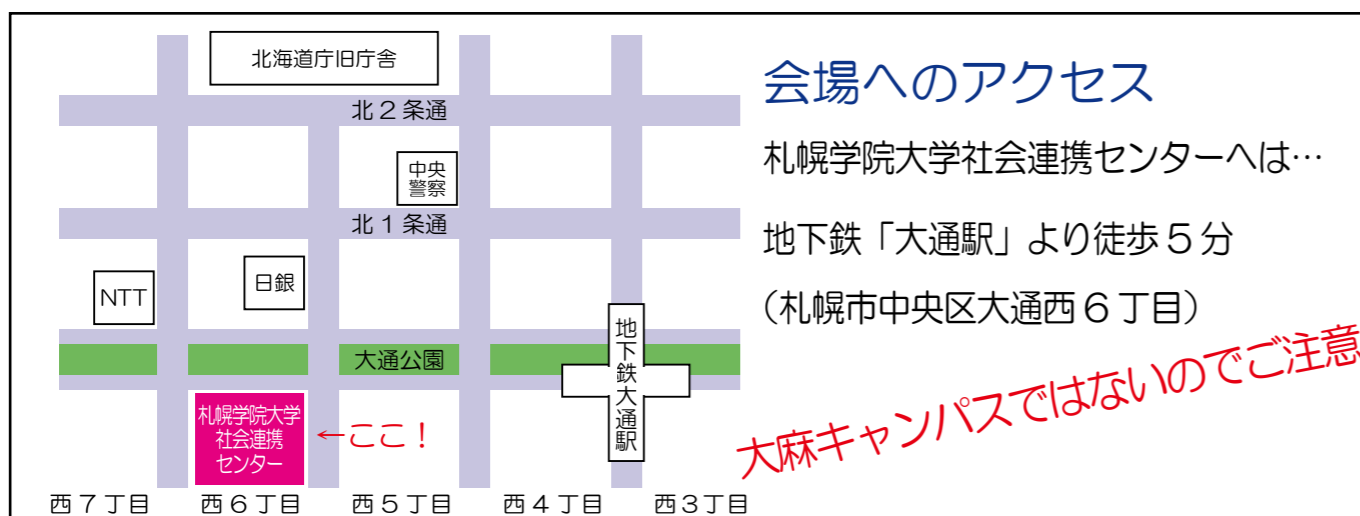 北海道庁旧庁舎
北２条通
中央
警察
北１条通
NTT
日銀
大通公園
地下鉄大通駅
札幌学院大学
社会連携
センター
←ここ！
西７丁目
西６丁目
西５丁目
西４丁目
西３丁目
会場へのアクセス
札幌学院大学社会連携センターへは…
地下鉄「大通駅」より徒歩５分
（札幌市中央区大通西６丁目）
大麻キャンパスではないのでご注意